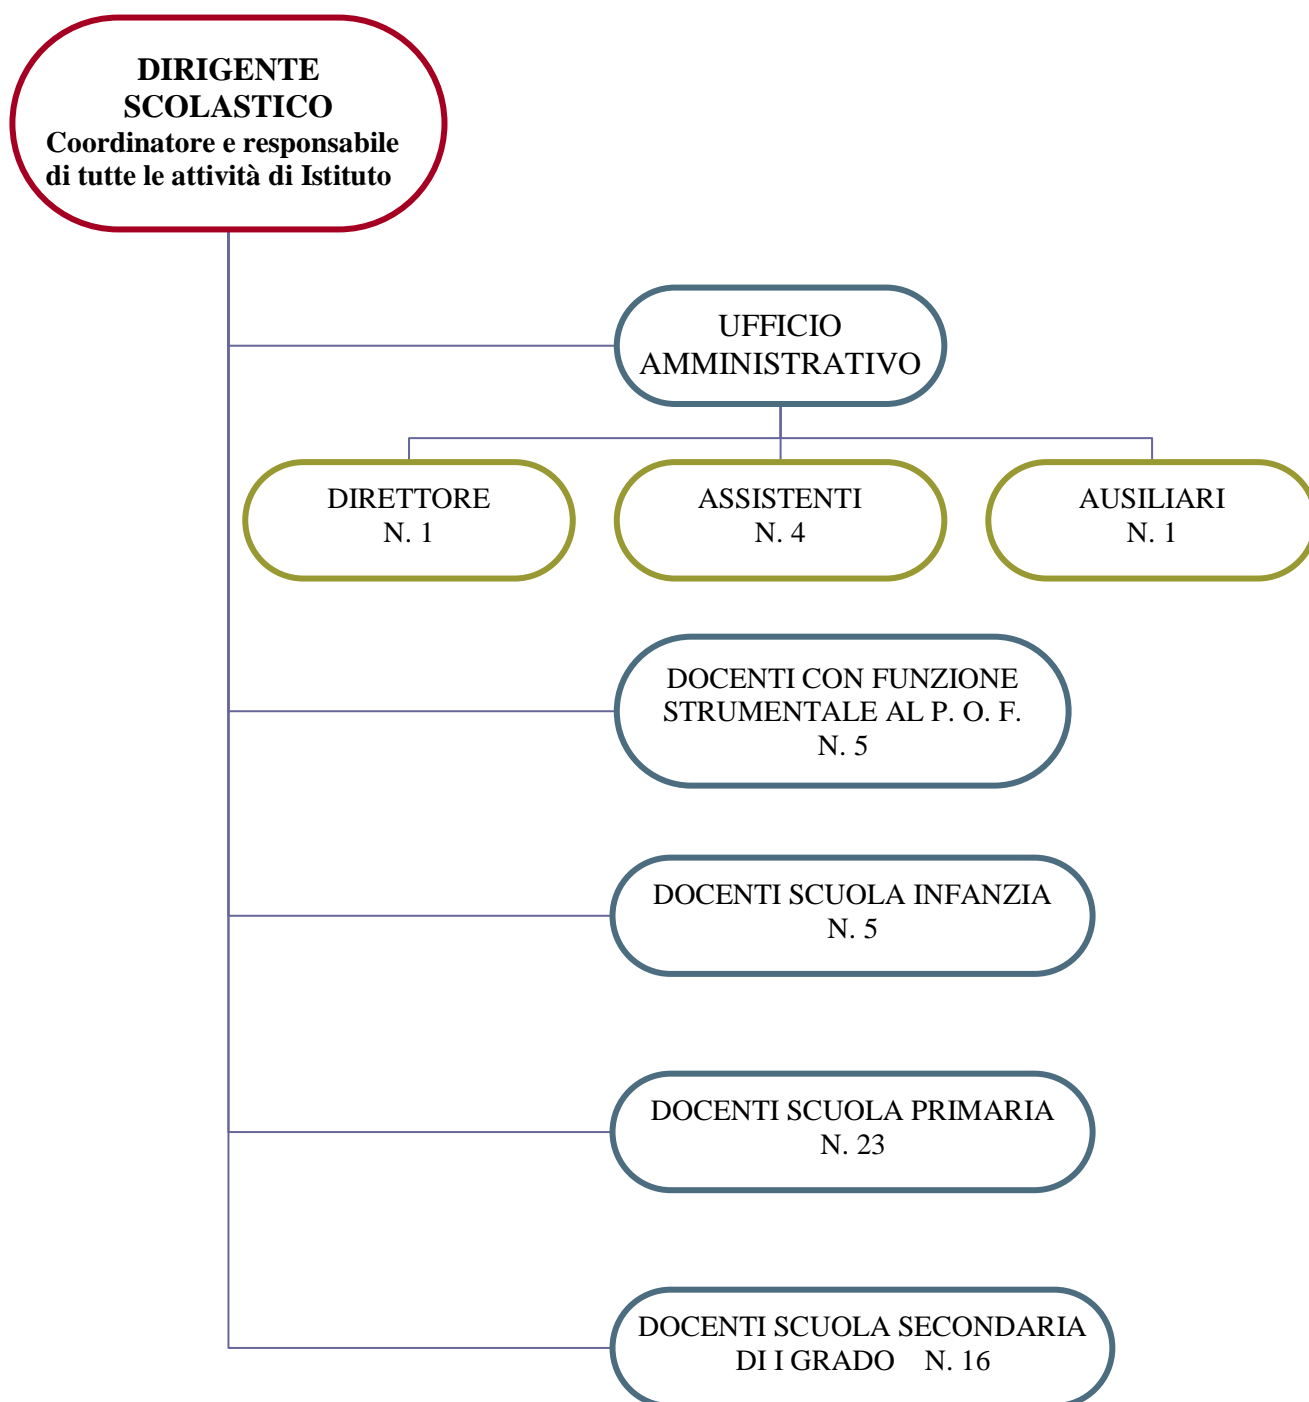 DIRIGENTE
SCOLASTICO
Coordinatore e responsabile
di tutte le attività di Istituto
UFFICIO
AMMINISTRATIVO
DIRETTORE
N. 1
ASSISTENTI
N. 4
AUSILIARI
N. 1
DOCENTI CON FUNZIONE
STRUMENTALE AL P. O. F.
N. 5
DOCENTI SCUOLA INFANZIA
N. 5
DOCENTI SCUOLA PRIMARIA
N. 23
DOCENTI SCUOLA SECONDARIA
DI I GRADO N. 16